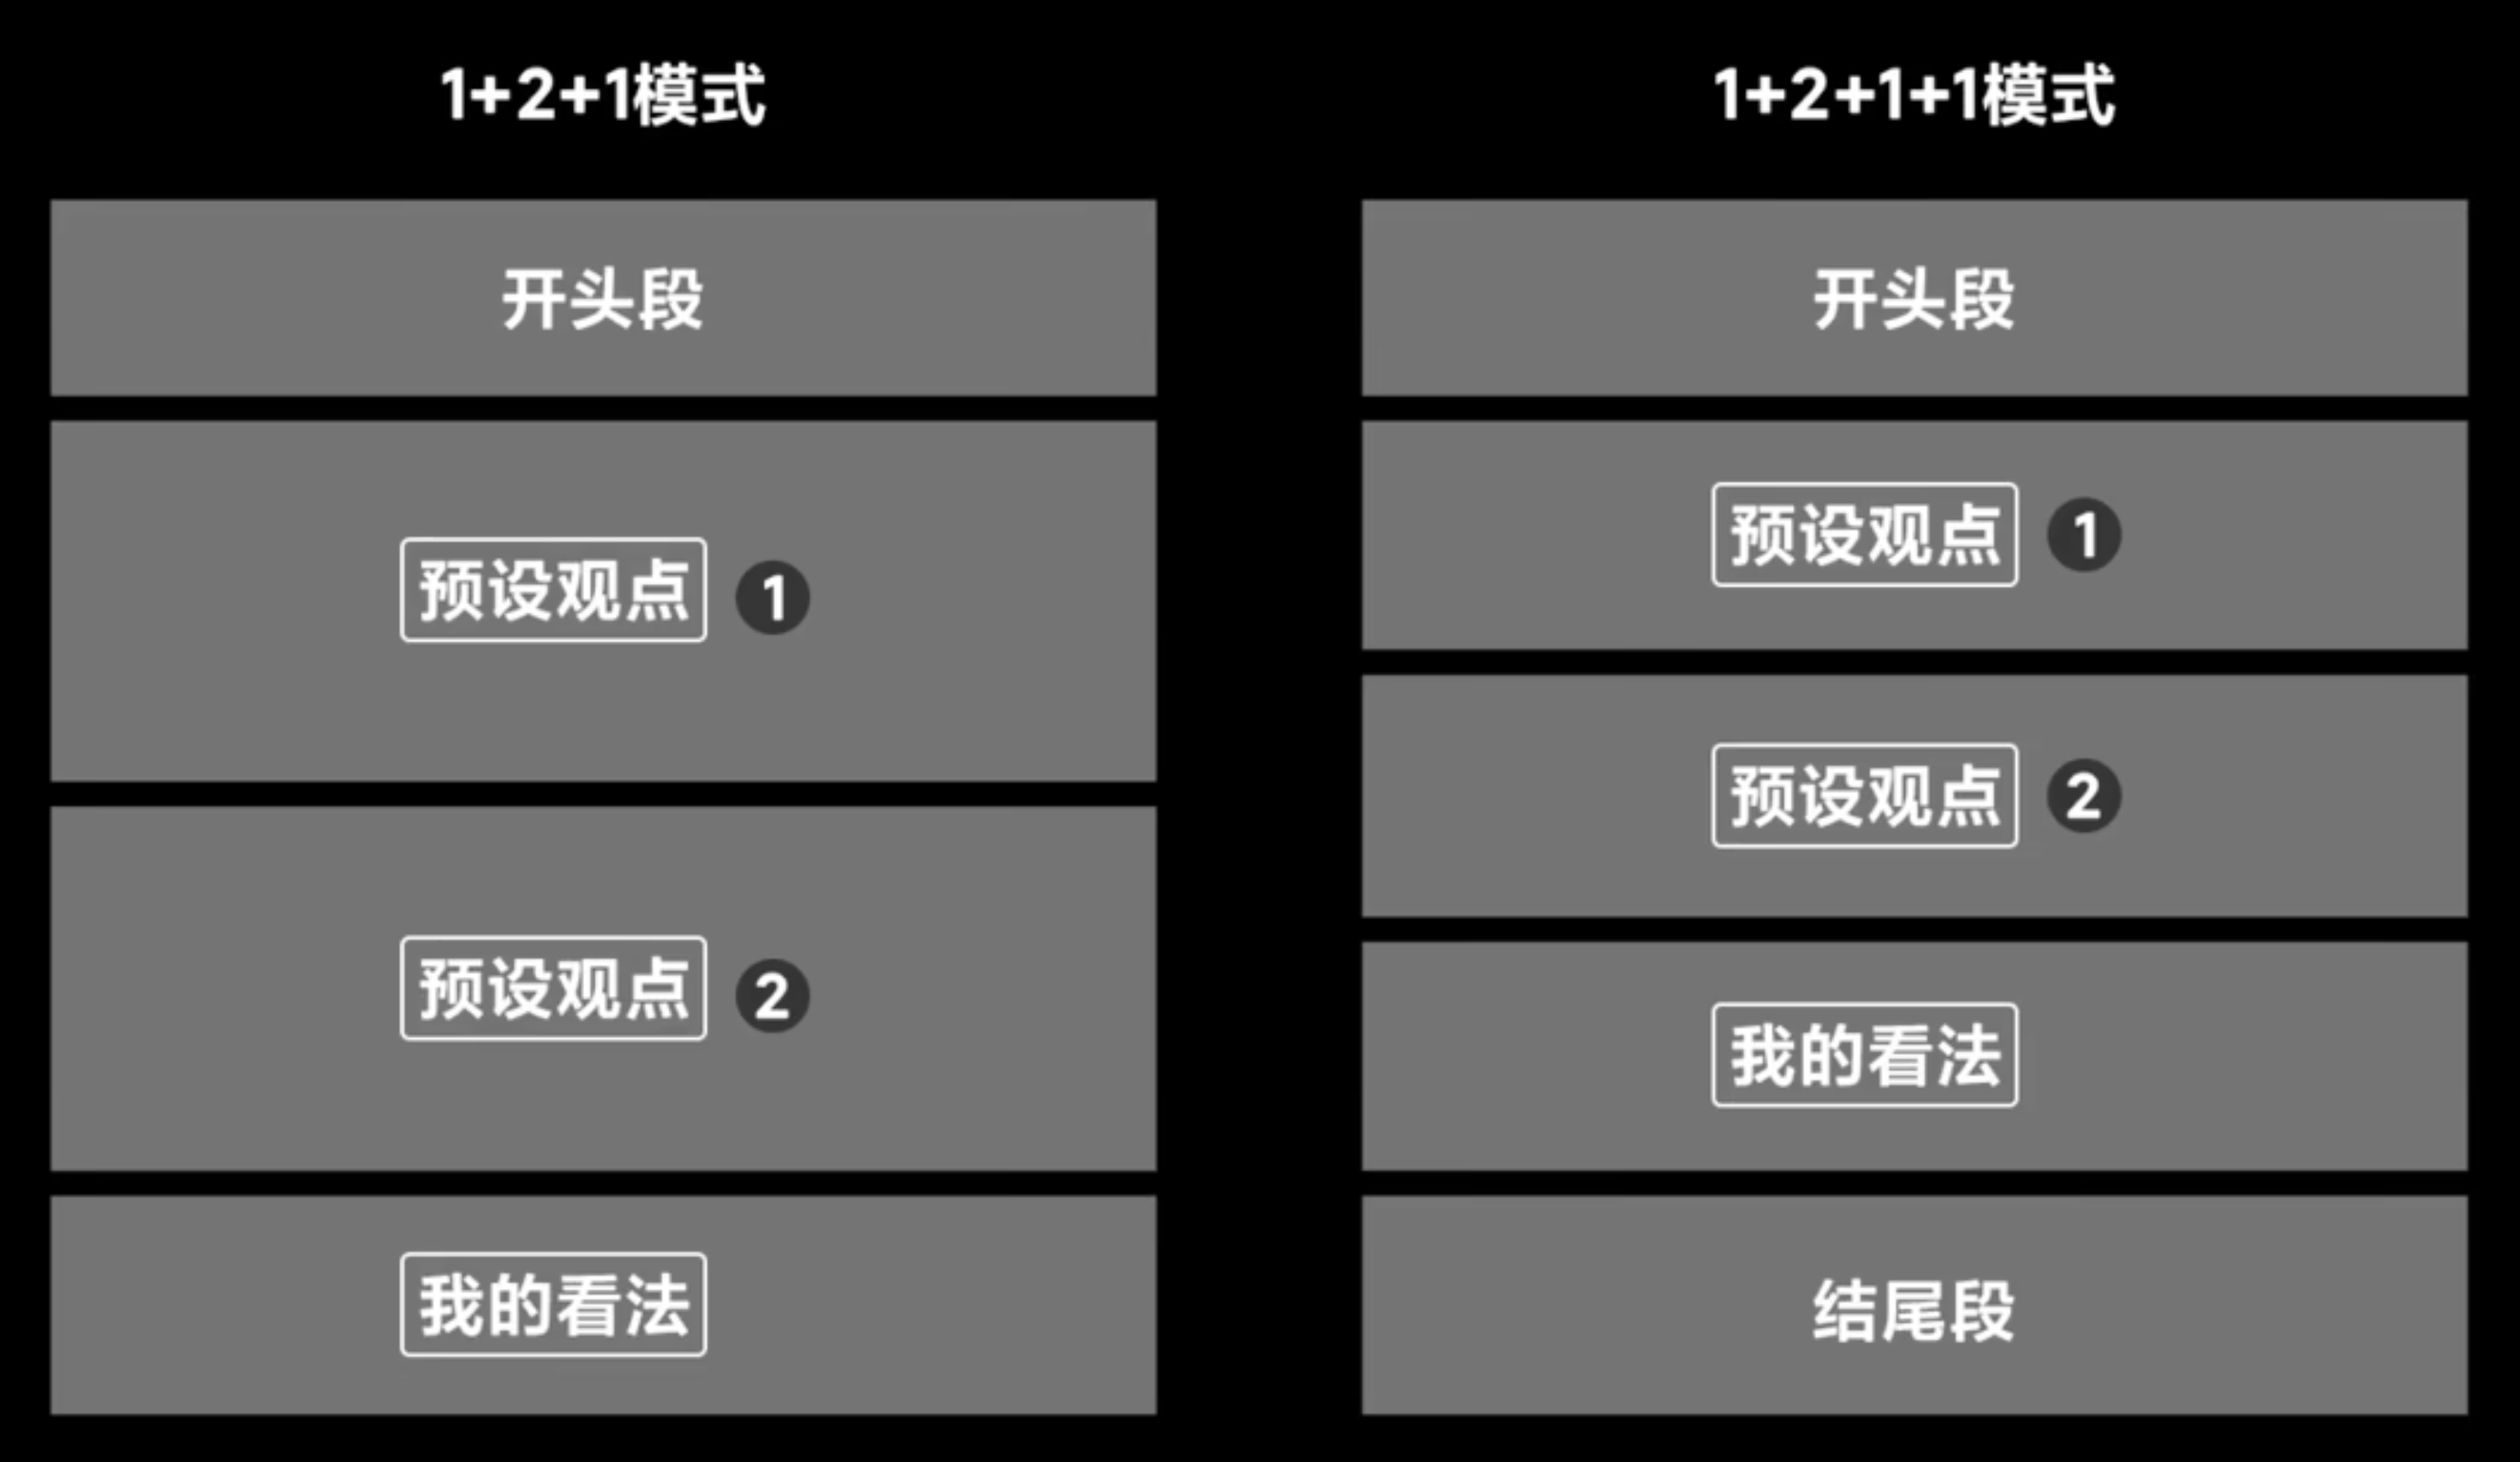 1+2+1模式
开头段
预设观点 1
预设观点 2
我的看法
1+2+1+1模式
开头段
预设观点 1
预设观点 2
我的看法
结尾段